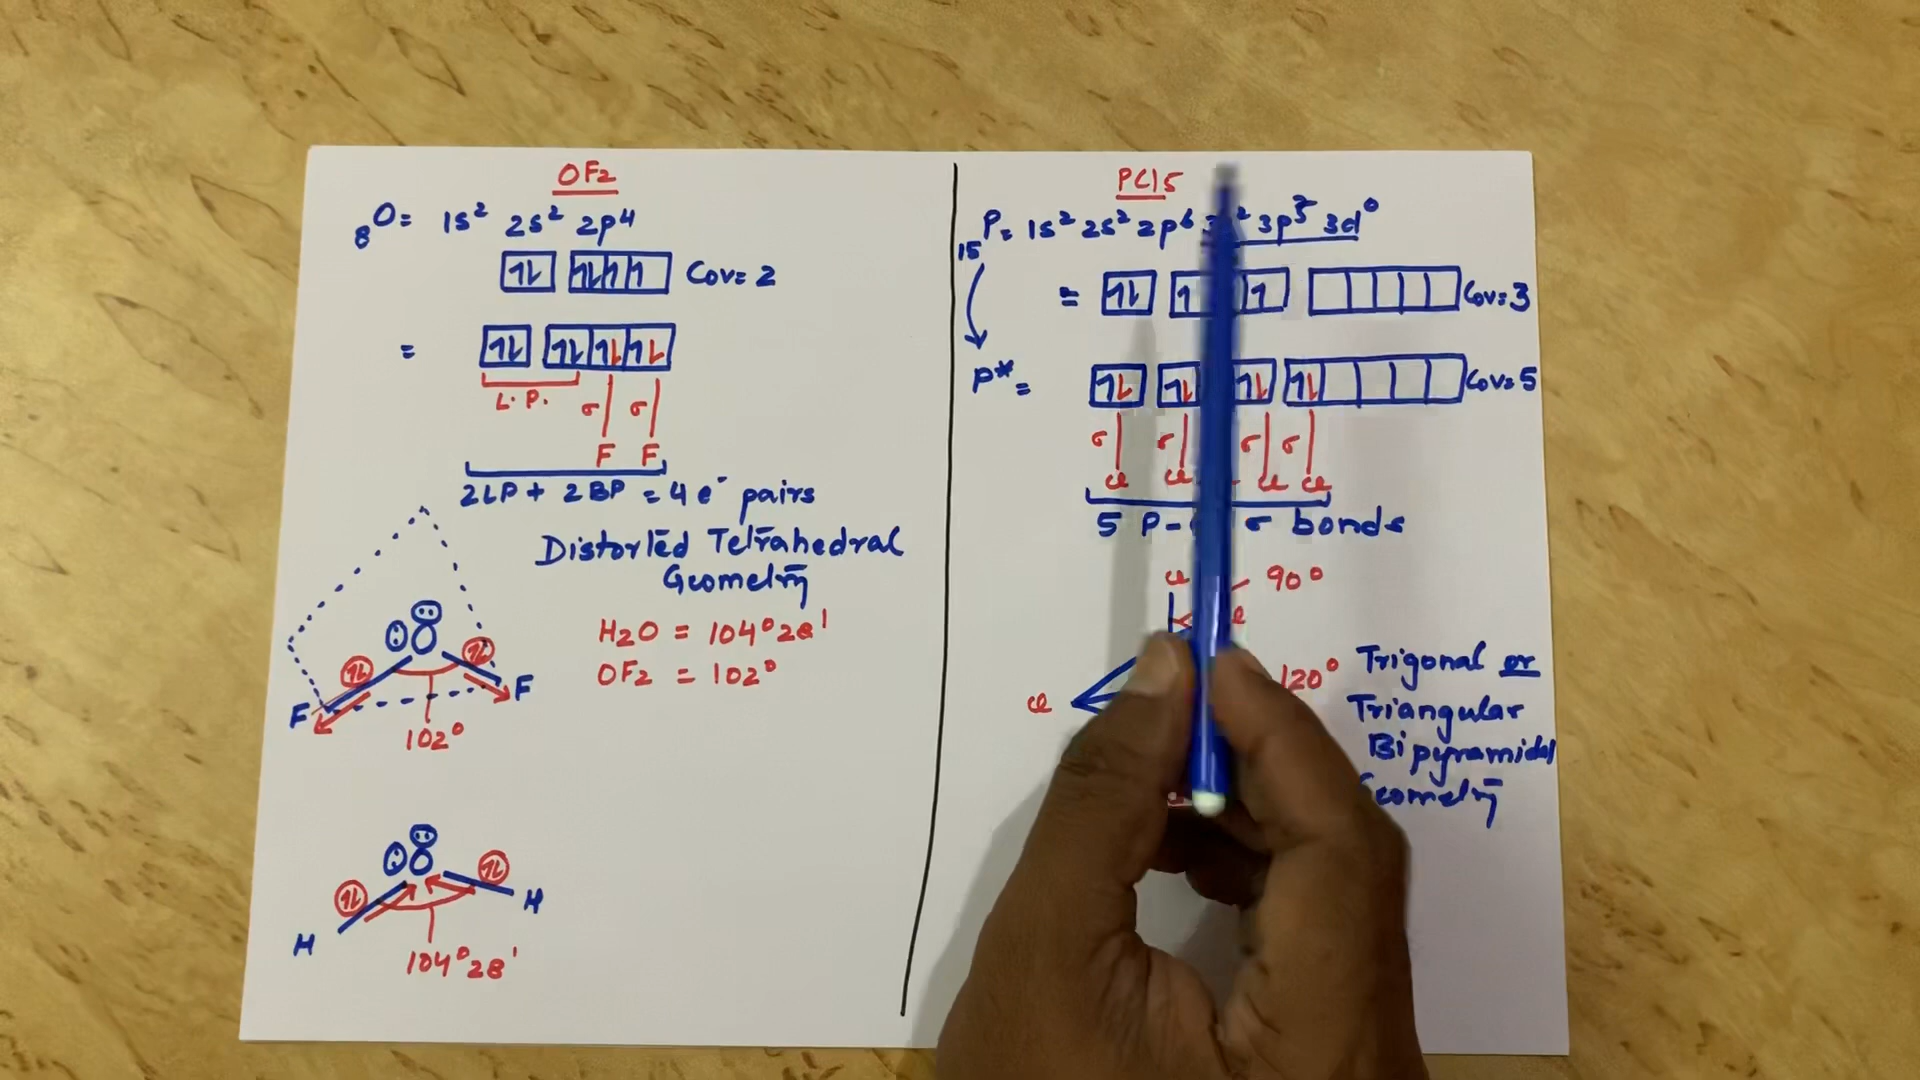 OF2
8O = 1s² 2s² 2p⁴
1L 1L 1 1 Cov = 2
= 1L 1L 1L 1L
L.P. σ σ
F F
2LP + 2BP = 4e⁻ pairs
Distorted Tetrahedral
Geometry
H2O = 104°28'
OF2 = 102°
F F
102°
H H
104°28'
PCl5
15P = 1s² 2s² 2p⁶ 3p³ 3d⁰
= 1L 1 1 Cov = 3
P* = 1L 1L 1L 1L Cov = 5
σ σ σ σ
Cl Cl Cl Cl
5 P- σ bonds
Cl 90°
Cl 120°
Trigonal or
Triangular
Bipyramidal
Geometry